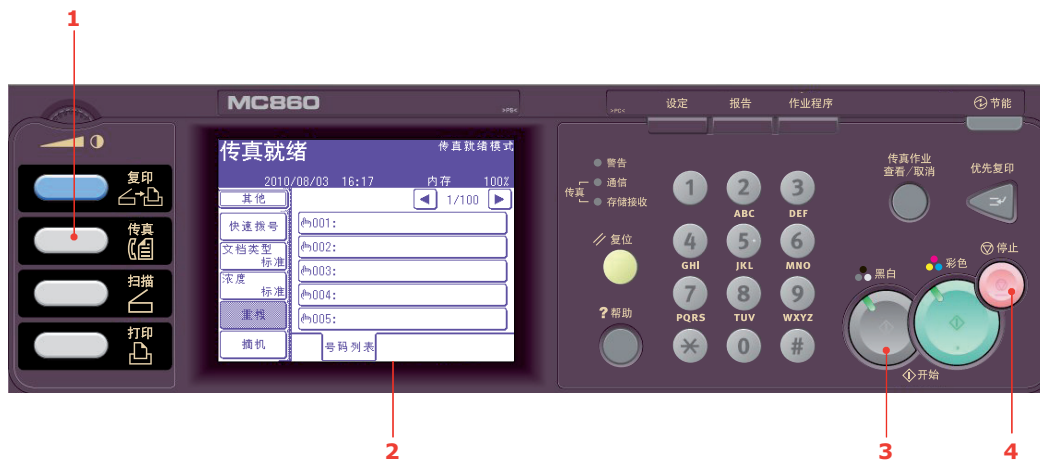 1
MC860
>PS<
>PC<
设定
报告
作业程序
节能
复印
传真
扫描
打印
传真就绪
传真就绪模式
2010/08/03 16:17 内存 100%
其他
1/100
快速拨号
001:
文档类型
标准
002:
浓度
标准
003:
004:
重拨
005:
摘机
号码列表
警告
传真
通信
存储接收
复位
?帮助
1
2
ABC
3
DEF
4
GHI
5
JKL
6
MNO
7
PQRS
8
TUV
9
WXYZ
0
#
传真作业
查看/取消
优先复印
停止
黑白
彩色
开始
2
3
4